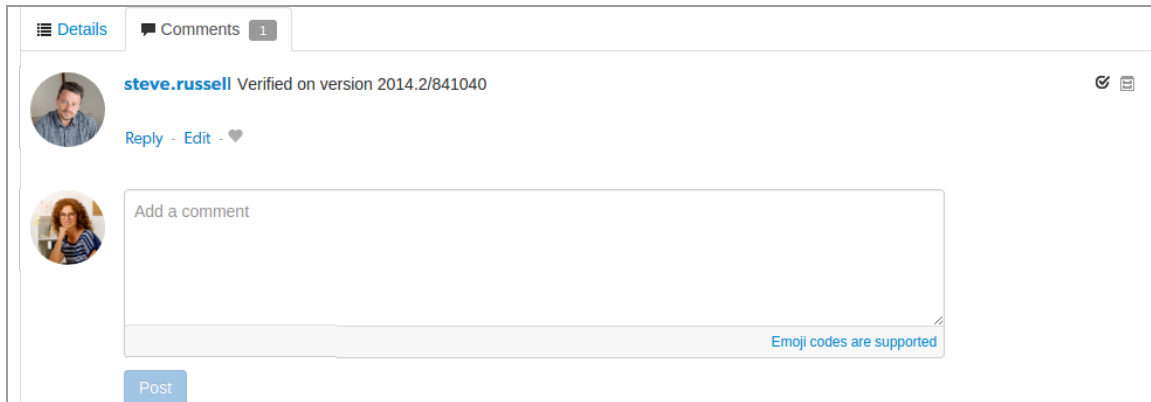 Details
Comments 1
steve.russell Verified on version 2014.2/841040
Reply · Edit ·
Add a comment
Emoji codes are supported
Post